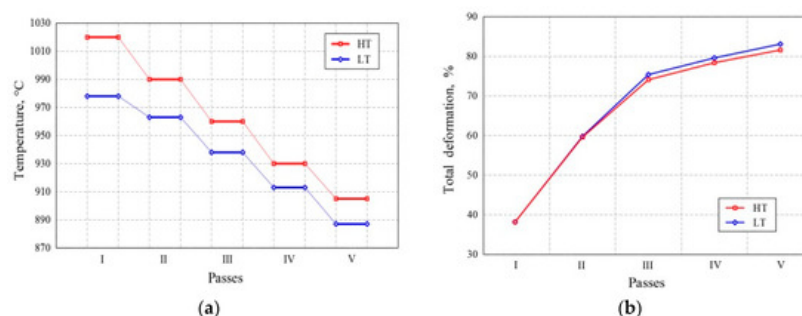 1030
1010
990
970
950
930
910
890
870
Temperature, °C
HT
LT
I II III IV V
Passes
(a)
90
80
70
60
50
40
30
Total deformation, %
HT
LT
I II III IV V
Passes
(b)